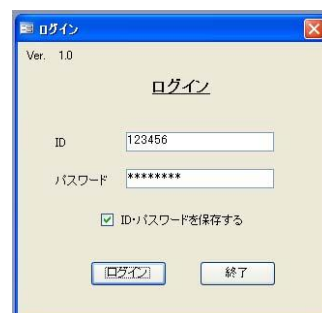 ログイン
Ver. 1.0
ログイン
ID 123456
パスワード ********
ID・パスワードを保存する
ログイン 終了